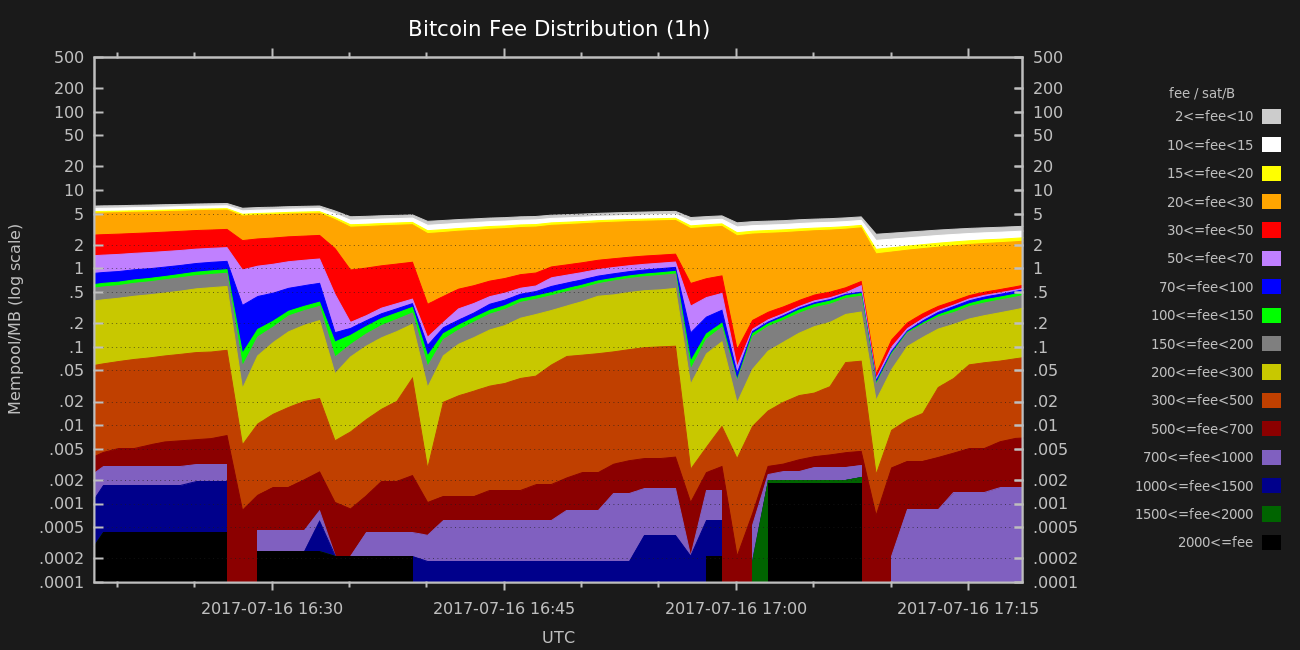 Bitcoin Fee Distribution (1h)
500 500
200 200
100 100
50 50
20 20
10 10
5 5
2 2
1 1
.5 .5
.2 .2
.1 .1
.05 .05
.02 .02
.01 .01
.005 .005
.002 .002
.001 .001
.0005 .0005
.0002 .0002
.0001 .0001
Mempool/MB (log scale)
2017-07-16 16:30 2017-07-16 16:45 2017-07-16 17:00 2017-07-16 17:15
UTC
fee / sat/B
2<=fee<10
10<=fee<15
15<=fee<20
20<=fee<30
30<=fee<50
50<=fee<70
70<=fee<100
100<=fee<150
150<=fee<200
200<=fee<300
300<=fee<500
500<=fee<700
700<=fee<1000
1000<=fee<1500
1500<=fee<2000
2000<=fee